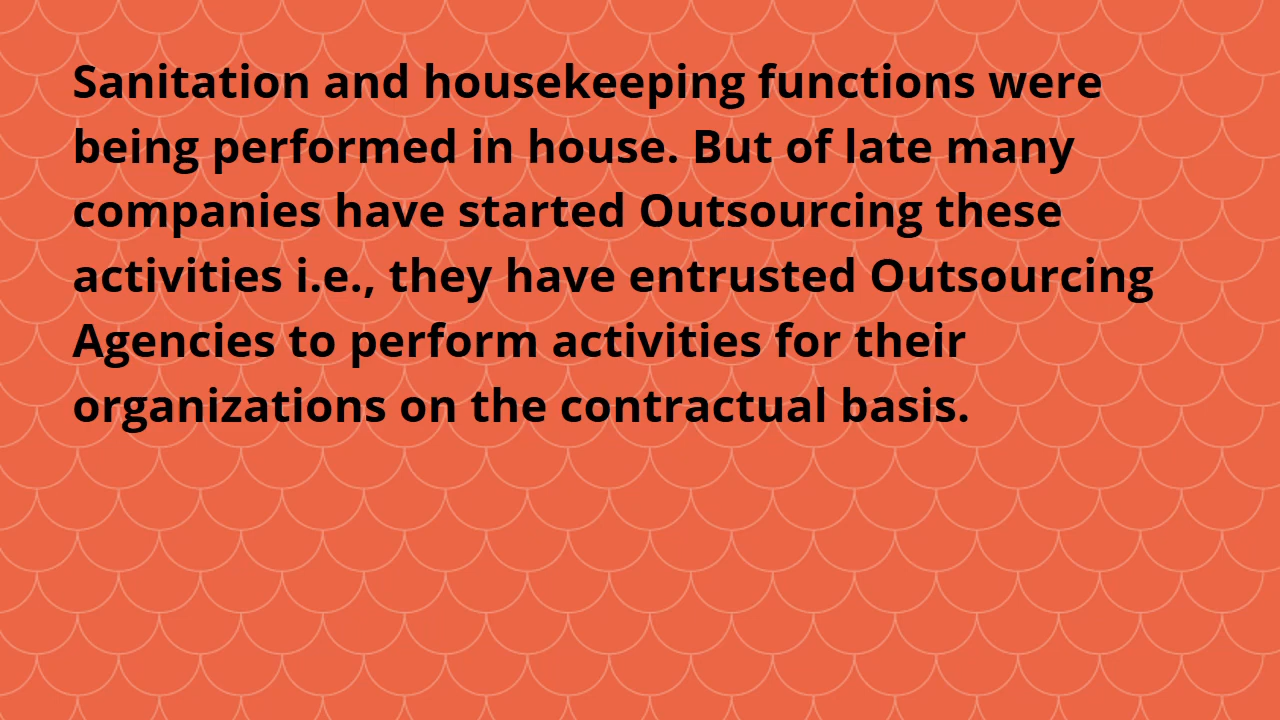 Sanitation and housekeeping functions were
being performed in house. But of late many
companies have started Outsourcing these
activities i.e., they have entrusted Outsourcing
Agencies to perform activities for their
organizations on the contractual basis.